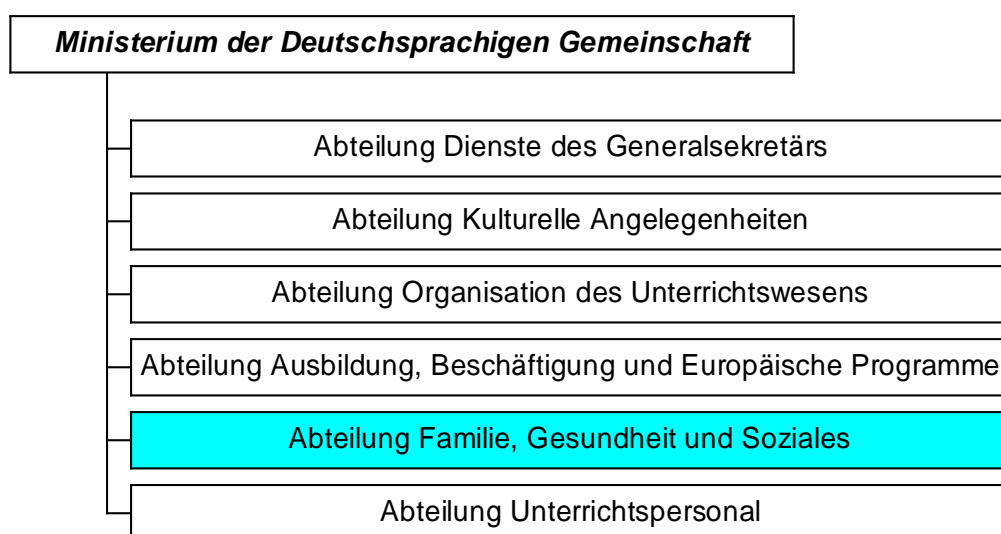 Ministerium der Deutschsprachigen Gemeinschaft
Abteilung Dienste des Generalsekretärs
Abteilung Kulturelle Angelegenheiten
Abteilung Organisation des Unterrichtswesens
Abteilung Ausbildung, Beschäftigung und Europäische Programme
Abteilung Familie, Gesundheit und Soziales
Abteilung Unterrichtspersonal